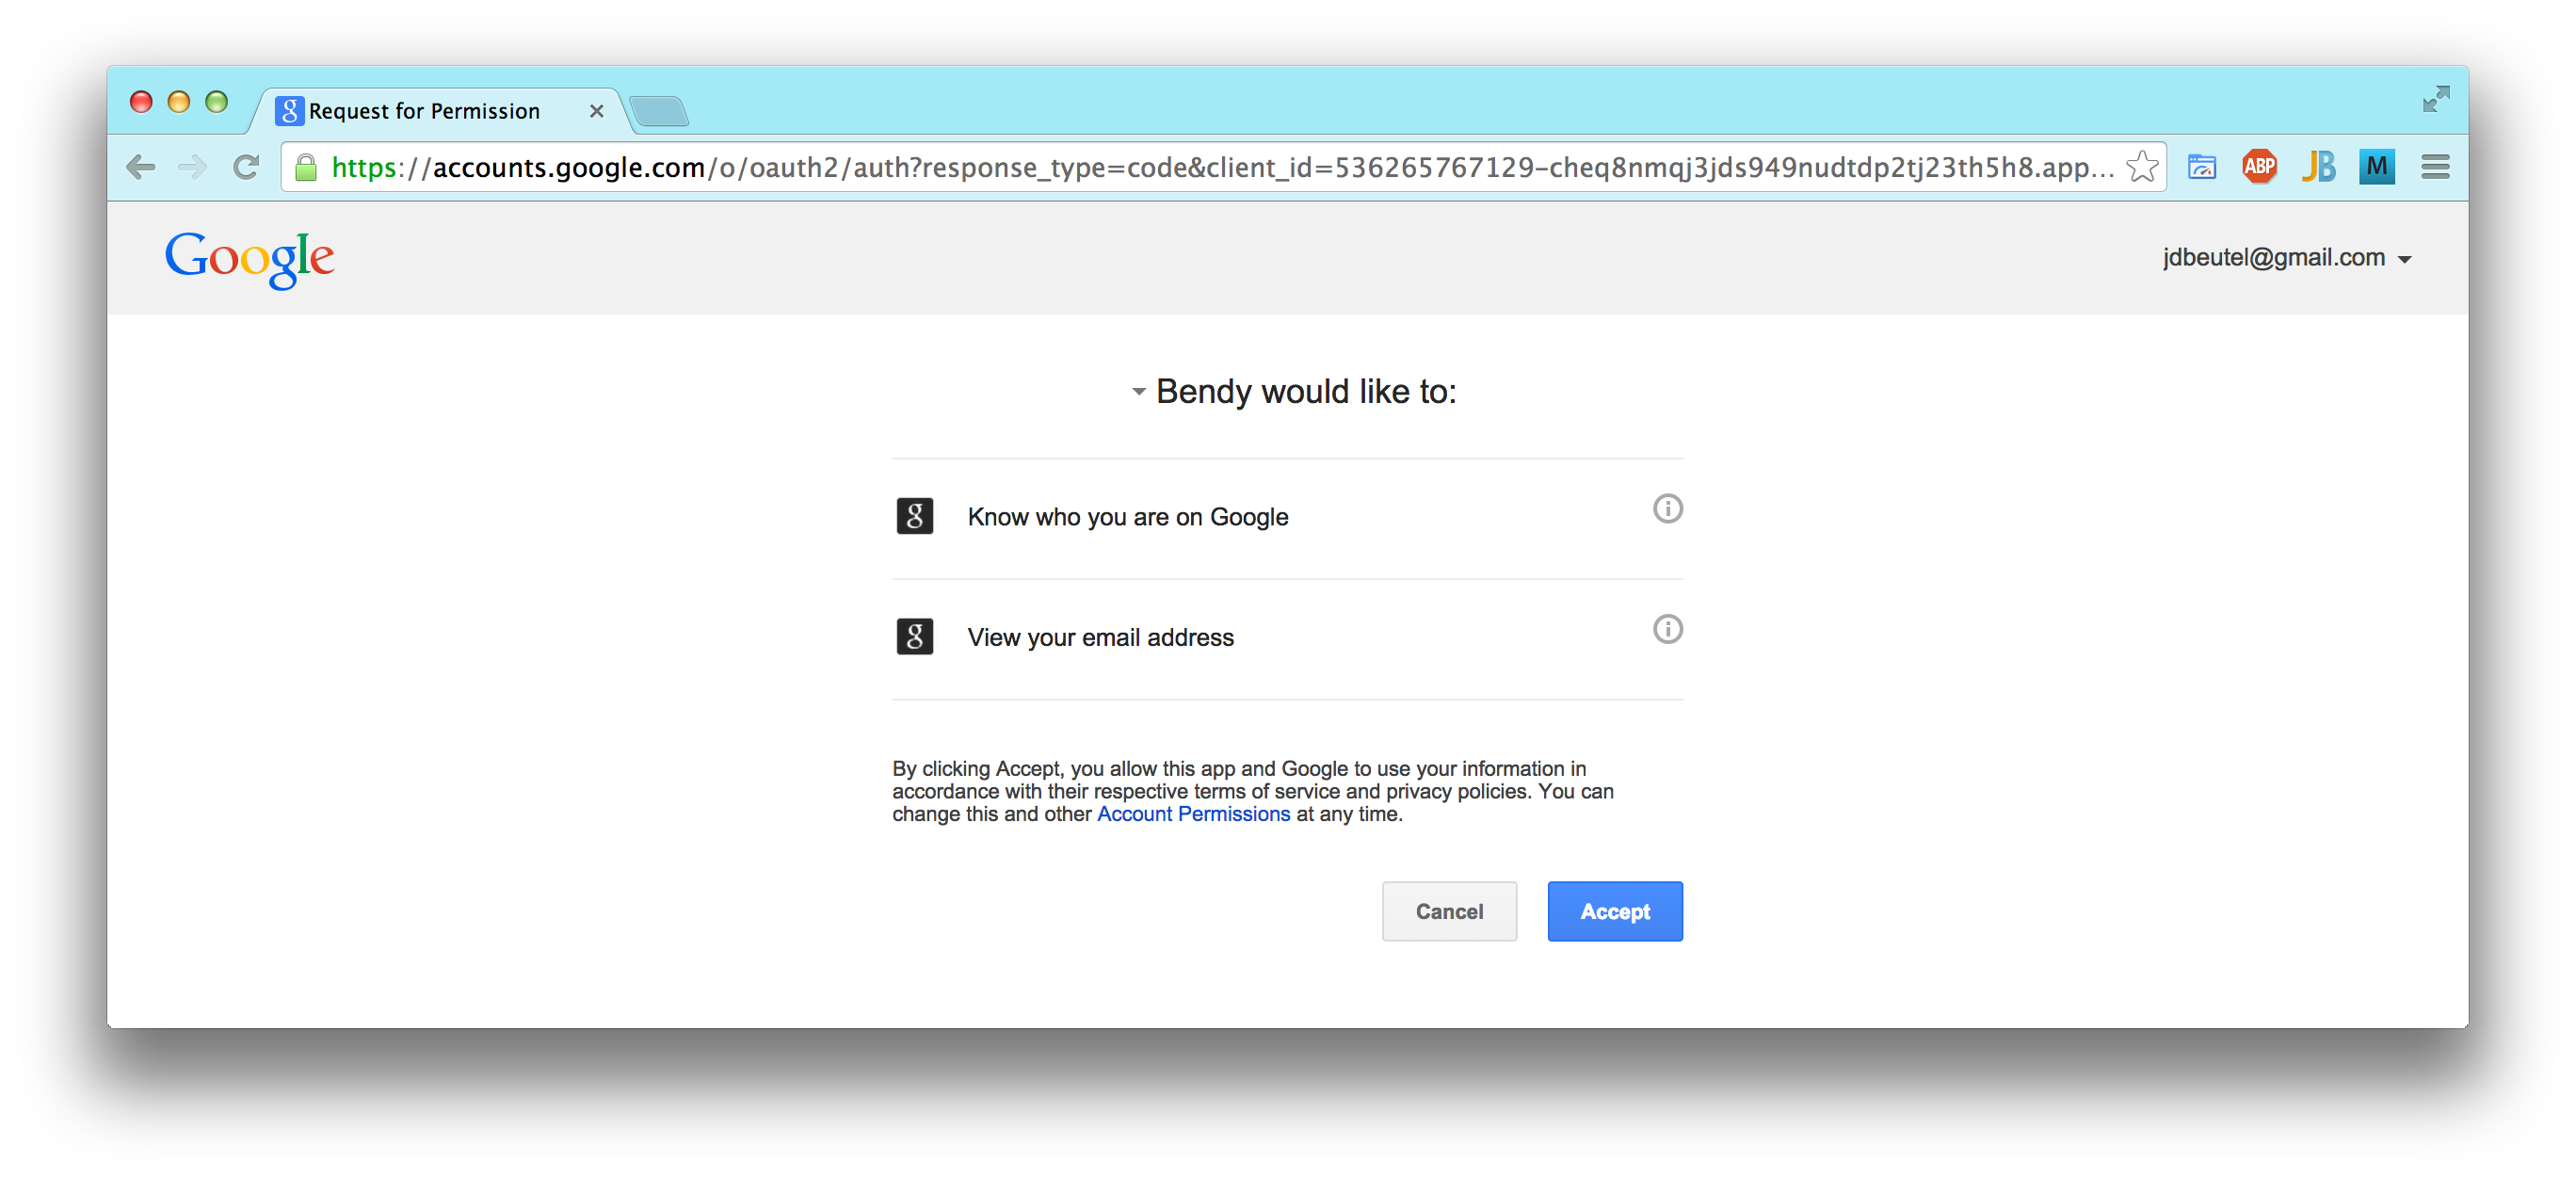 Request for Permission
https://accounts.google.com/o/oauth2/auth?response_type=code&client_id=536265767129-cheq8nmqj3jds949nudtdp2tj23th5h8.app...
ABP
JB
M
Google
jdbeutel@gmail.com
Bendy would like to:
g Know who you are on Google
g View your email address
By clicking Accept, you allow this app and Google to use your information in
accordance with their respective terms of service and privacy policies. You can
change this and other Account Permissions at any time.
Cancel
Accept